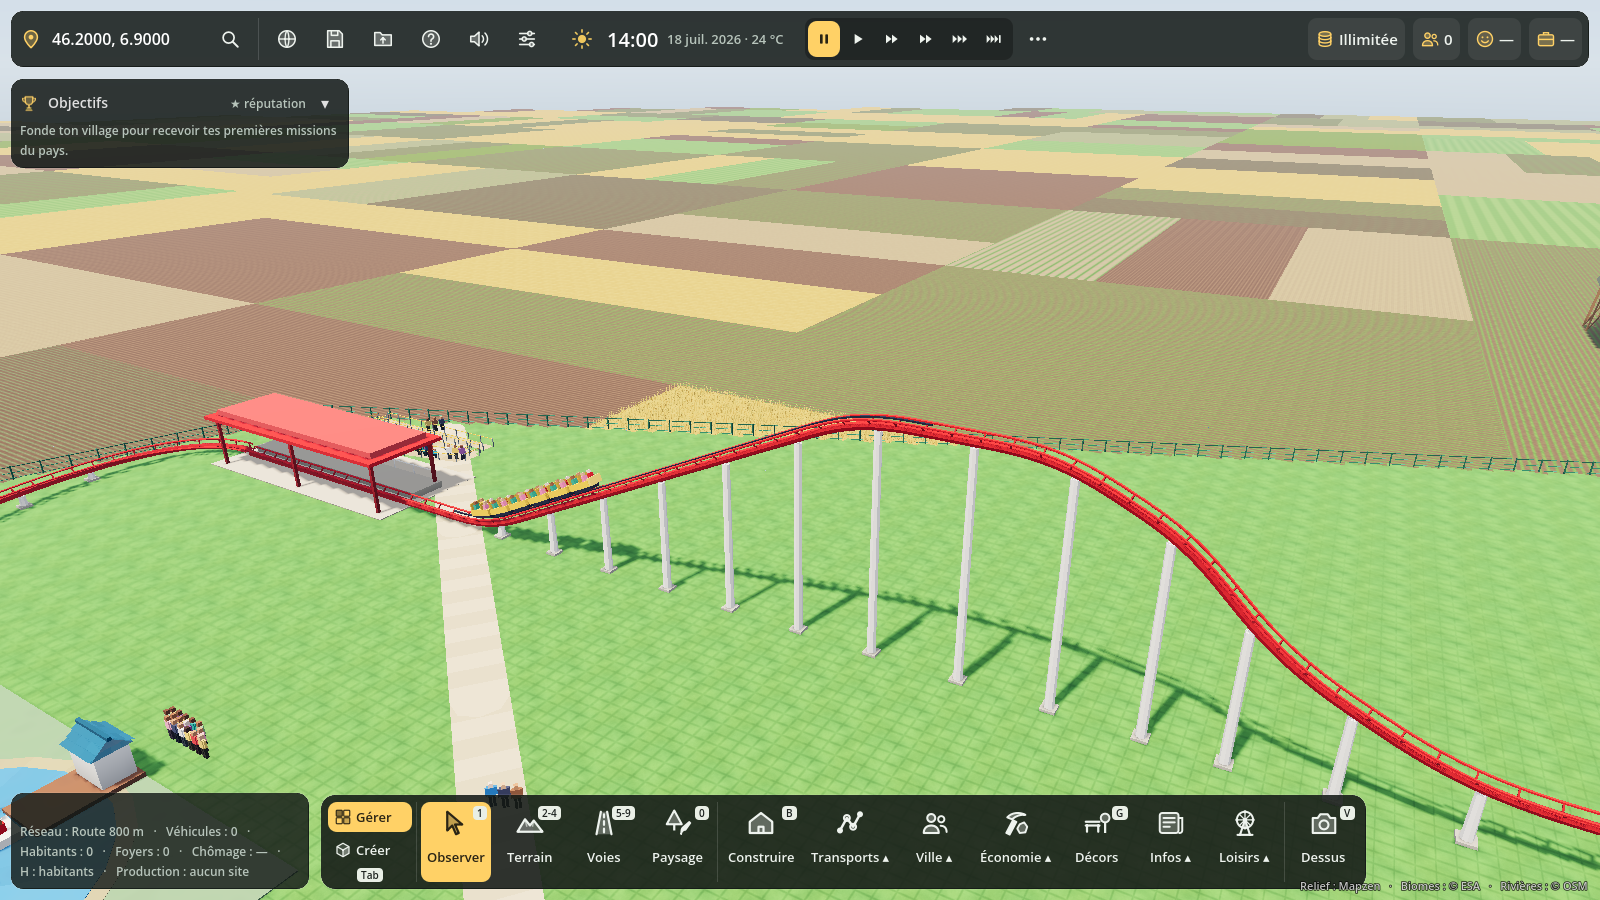 46.2000, 6.9000
14:00 18 juil. 2026 · 24 °C
Illimitée
0
—
—
Objectifs
★ réputation ▼
Fonde ton village pour recevoir tes premières missions
du pays.
Réseau : Route 800 m · Véhicules : 0 ·
Habitants : 0 · Foyers : 0 · Chômage : — ·
H : habitants · Production : aucun site
Gérer
Créer
Tab
1
Observer
2-4
Terrain
5-9
Voies
0
Paysage
B
Construire
Transports ▴
Ville ▴
Économie ▴
G
Décors
Infos ▴
Loisirs ▴
V
Dessus
Relief : Mapzen · Biomes : © ESA · Rivières : © OSM